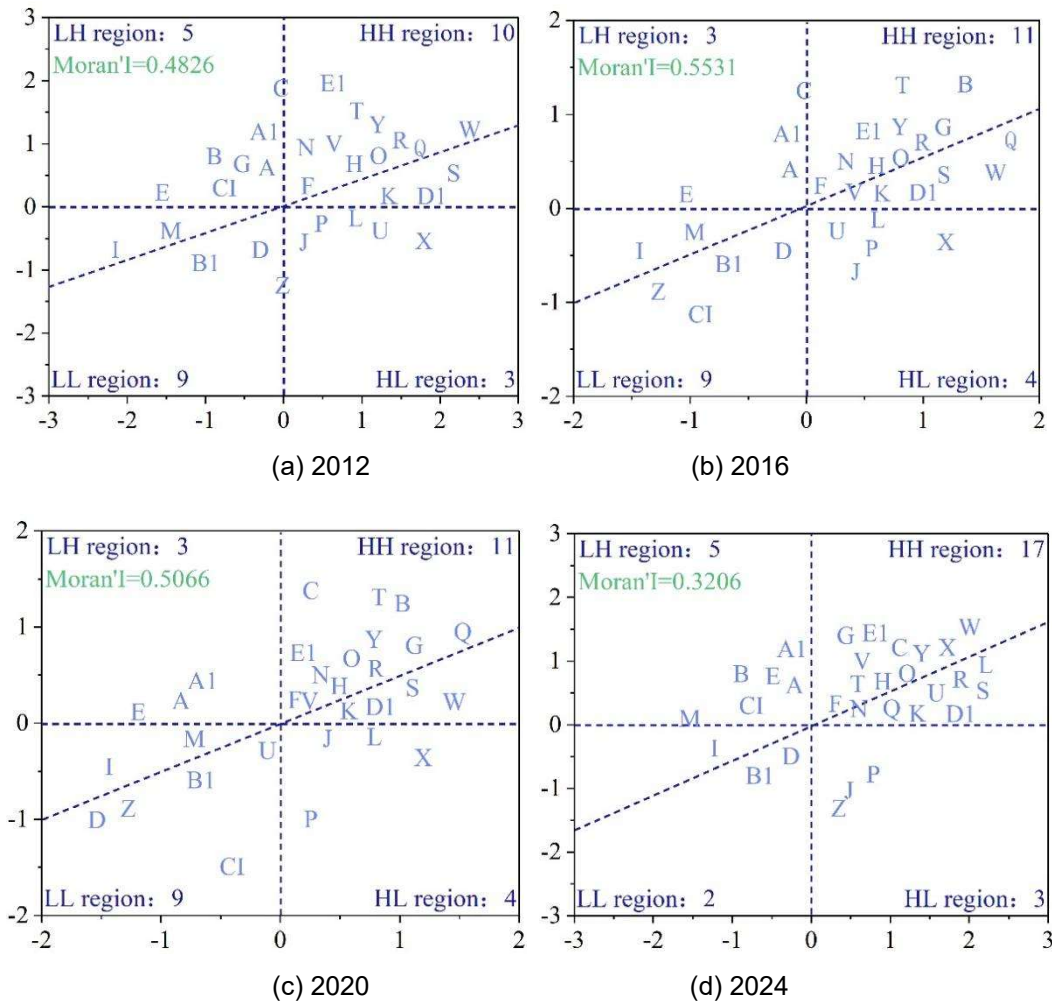 3
LH region：5
HH region：10
Moran'I=0.4826
2
C
E1
T
Y
W
1
A1
N
V
R
Q
B
G
A
H
O
S
E
CI
F
K
D1
0
M
P
L
U
I
D
J
X
B1
-1
Z
-2
LL region：9
HL region：3
-3
-3
-2
-1
0
1
2
3
(a) 2012
2
LH region：3
HH region：11
Moran'I=0.5531
C
T
B
1
A1
E1
Y
G
R
Q
A
N
H
O
S
W
E
F
V
K
D1
0
M
U
L
I
D
P
X
B1
J
Z
-1
CI
LL region：9
HL region：4
-2
-2
-1
0
1
2
(b) 2016
2
LH region：3
HH region：11
Moran'I=0.5066
C
T
B
1
E1
Y
G
Q
O
R
A1
N
H
S
A
F
V
W
E
K
D1
0
M
U
J
L
I
B1
X
Z
-1
D
P
CI
LL region：9
HL region：4
-2
-2
-1
0
1
2
(c) 2020
3
LH region：5
HH region：17
Moran'I=0.3206
2
G
E1
W
A1
C
Y
X
1
V
L
B
E
A
T
H
O
R
S
U
CI
F
N
Q
K
D1
M
0
I
D
B1
P
-1
J
Z
-2
LL region：2
HL region：3
-3
-3
-2
-1
0
1
2
3
(d) 2024